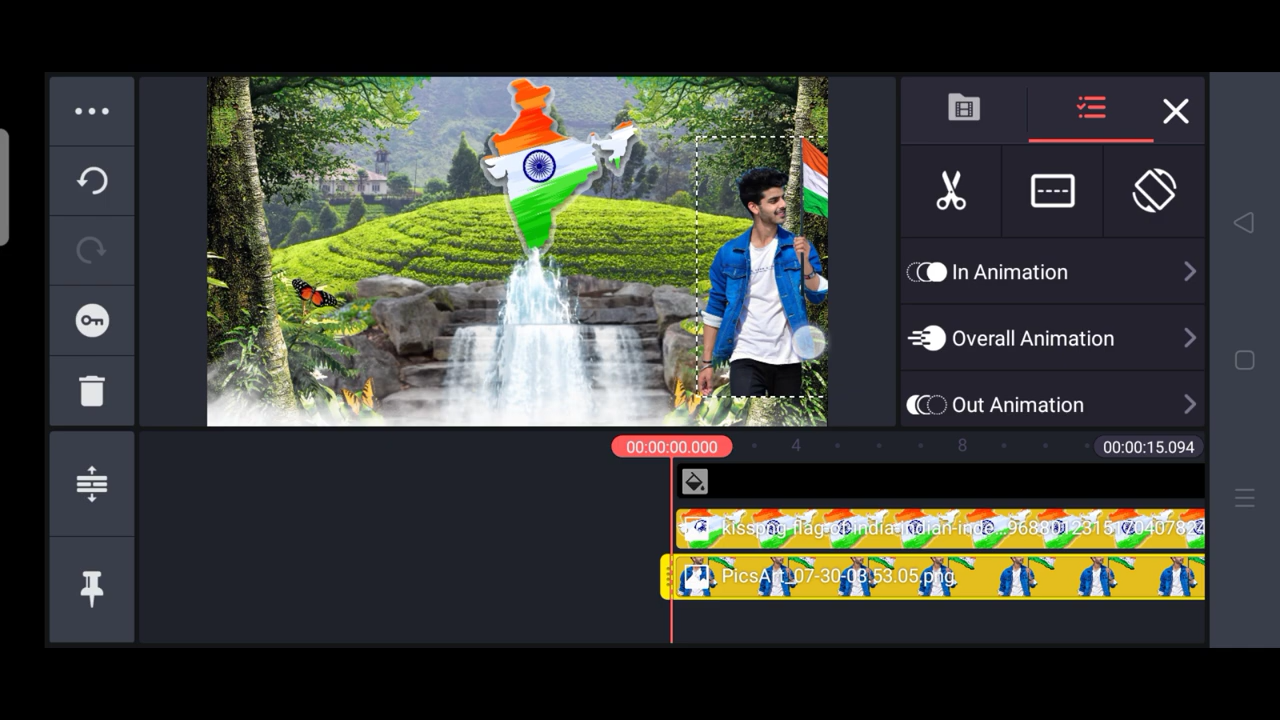 In Animation
Overall Animation
Out Animation
00:00:00.000
4
8
00:00:15.094
kisspng-flag-of-india-indian-inde...
PicsArt_07-30-03.53.05.png